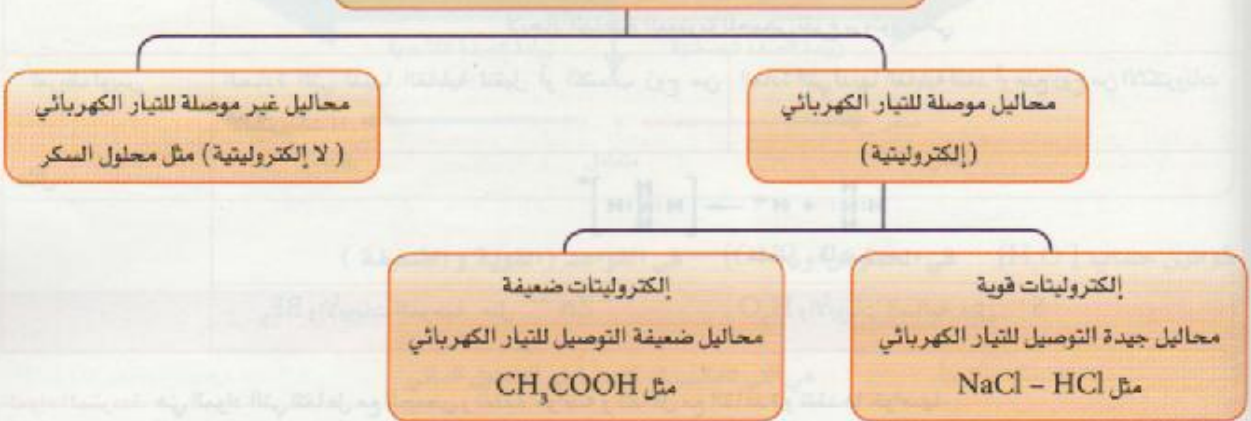 محاليل موصلة للتيار الكهربائي
(إلكتروليتية)
محاليل غير موصلة للتيار الكهربائي
( لا إلكتروليتية) مثل محلول السكر
إلكتروليتات قوية
محاليل جيدة التوصيل للتيار الكهربائي
مثل NaCl – HCl
إلكتروليتات ضعيفة
محاليل ضعيفة التوصيل للتيار الكهربائي
مثل CH₃COOH